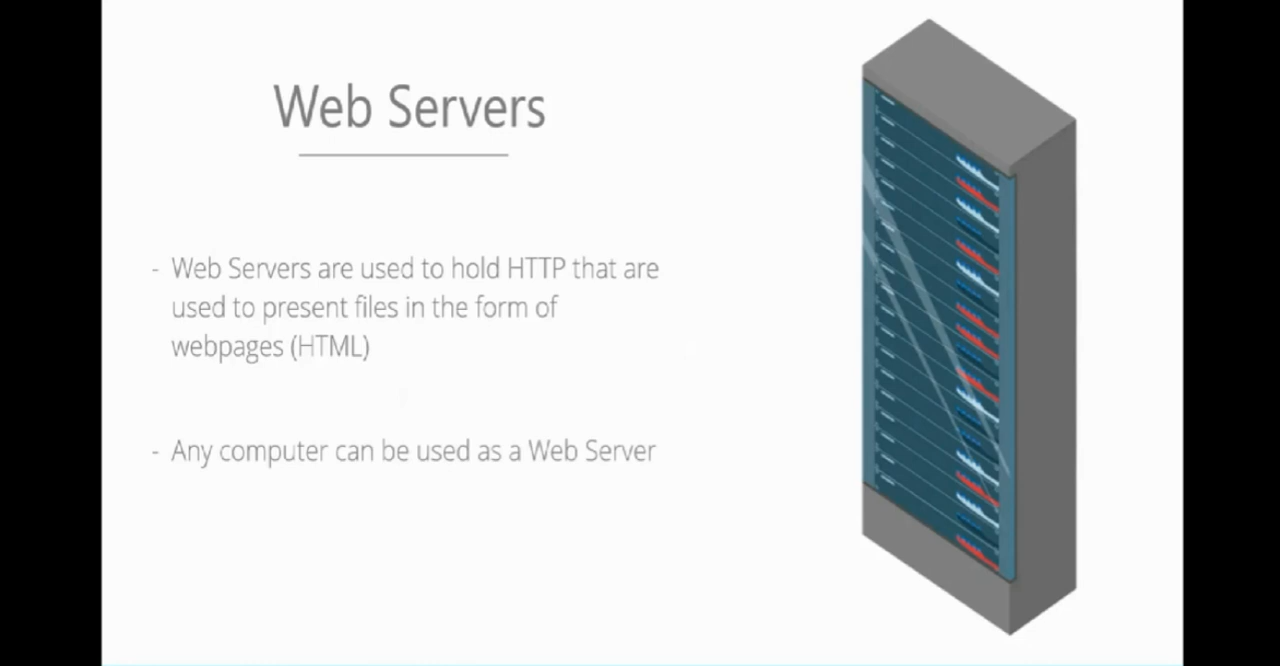 Web Servers
- Web Servers are used to hold HTTP that are
used to present files in the form of
webpages (HTML)
- Any computer can be used as a Web Server